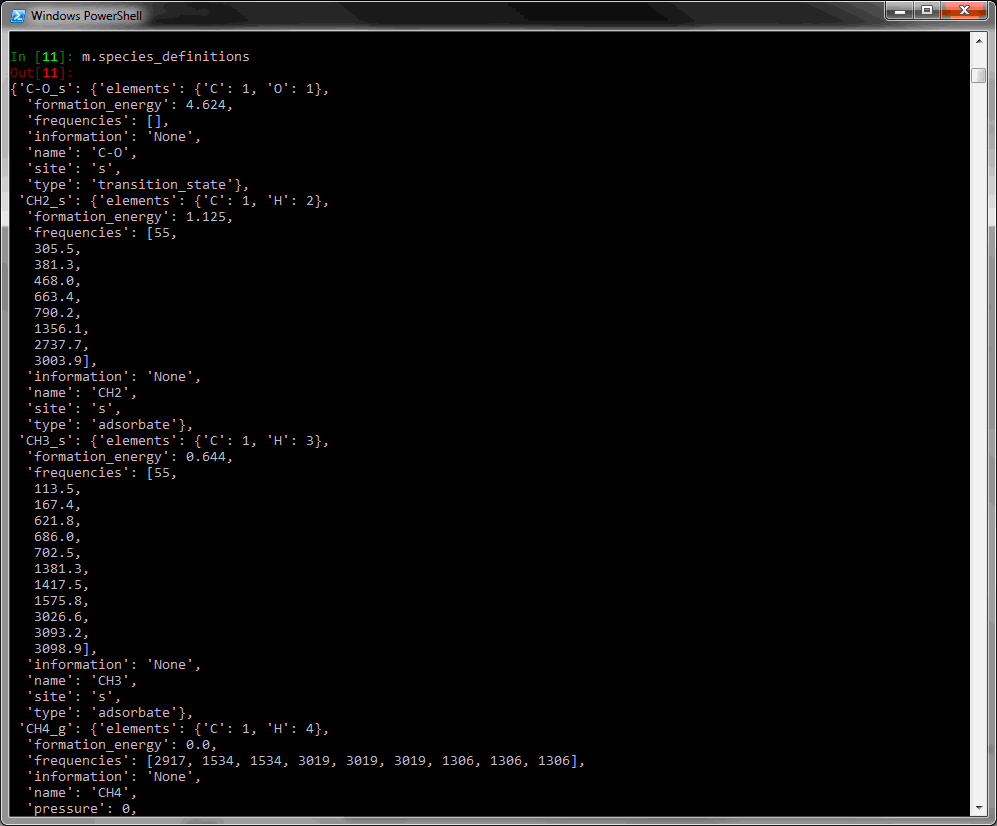 Windows PowerShell
In [11]: m.species_definitions
Out[11]:
{'C-O_s': {'elements': {'C': 1, 'O': 1},
'formation_energy': 4.624,
'frequencies': [],
'information': 'None',
'name': 'C-O',
'site': 's',
'type': 'transition_state'},
'CH2_s': {'elements': {'C': 1, 'H': 2},
'formation_energy': 1.125,
'frequencies': [55,
305.5,
381.3,
468.0,
663.4,
790.2,
1356.1,
2737.7,
3003.9],
'information': 'None',
'name': 'CH2',
'site': 's',
'type': 'adsorbate'},
'CH3_s': {'elements': {'C': 1, 'H': 3},
'formation_energy': 0.644,
'frequencies': [55,
113.5,
167.4,
621.8,
686.0,
702.5,
1381.3,
1417.5,
1575.8,
3026.6,
3093.2,
3098.9],
'information': 'None',
'name': 'CH3',
'site': 's',
'type': 'adsorbate'},
'CH4_g': {'elements': {'C': 1, 'H': 4},
'formation_energy': 0.0,
'frequencies': [2917, 1534, 1534, 3019, 3019, 3019, 1306, 1306, 1306],
'information': 'None',
'name': 'CH4',
'pressure': 0,